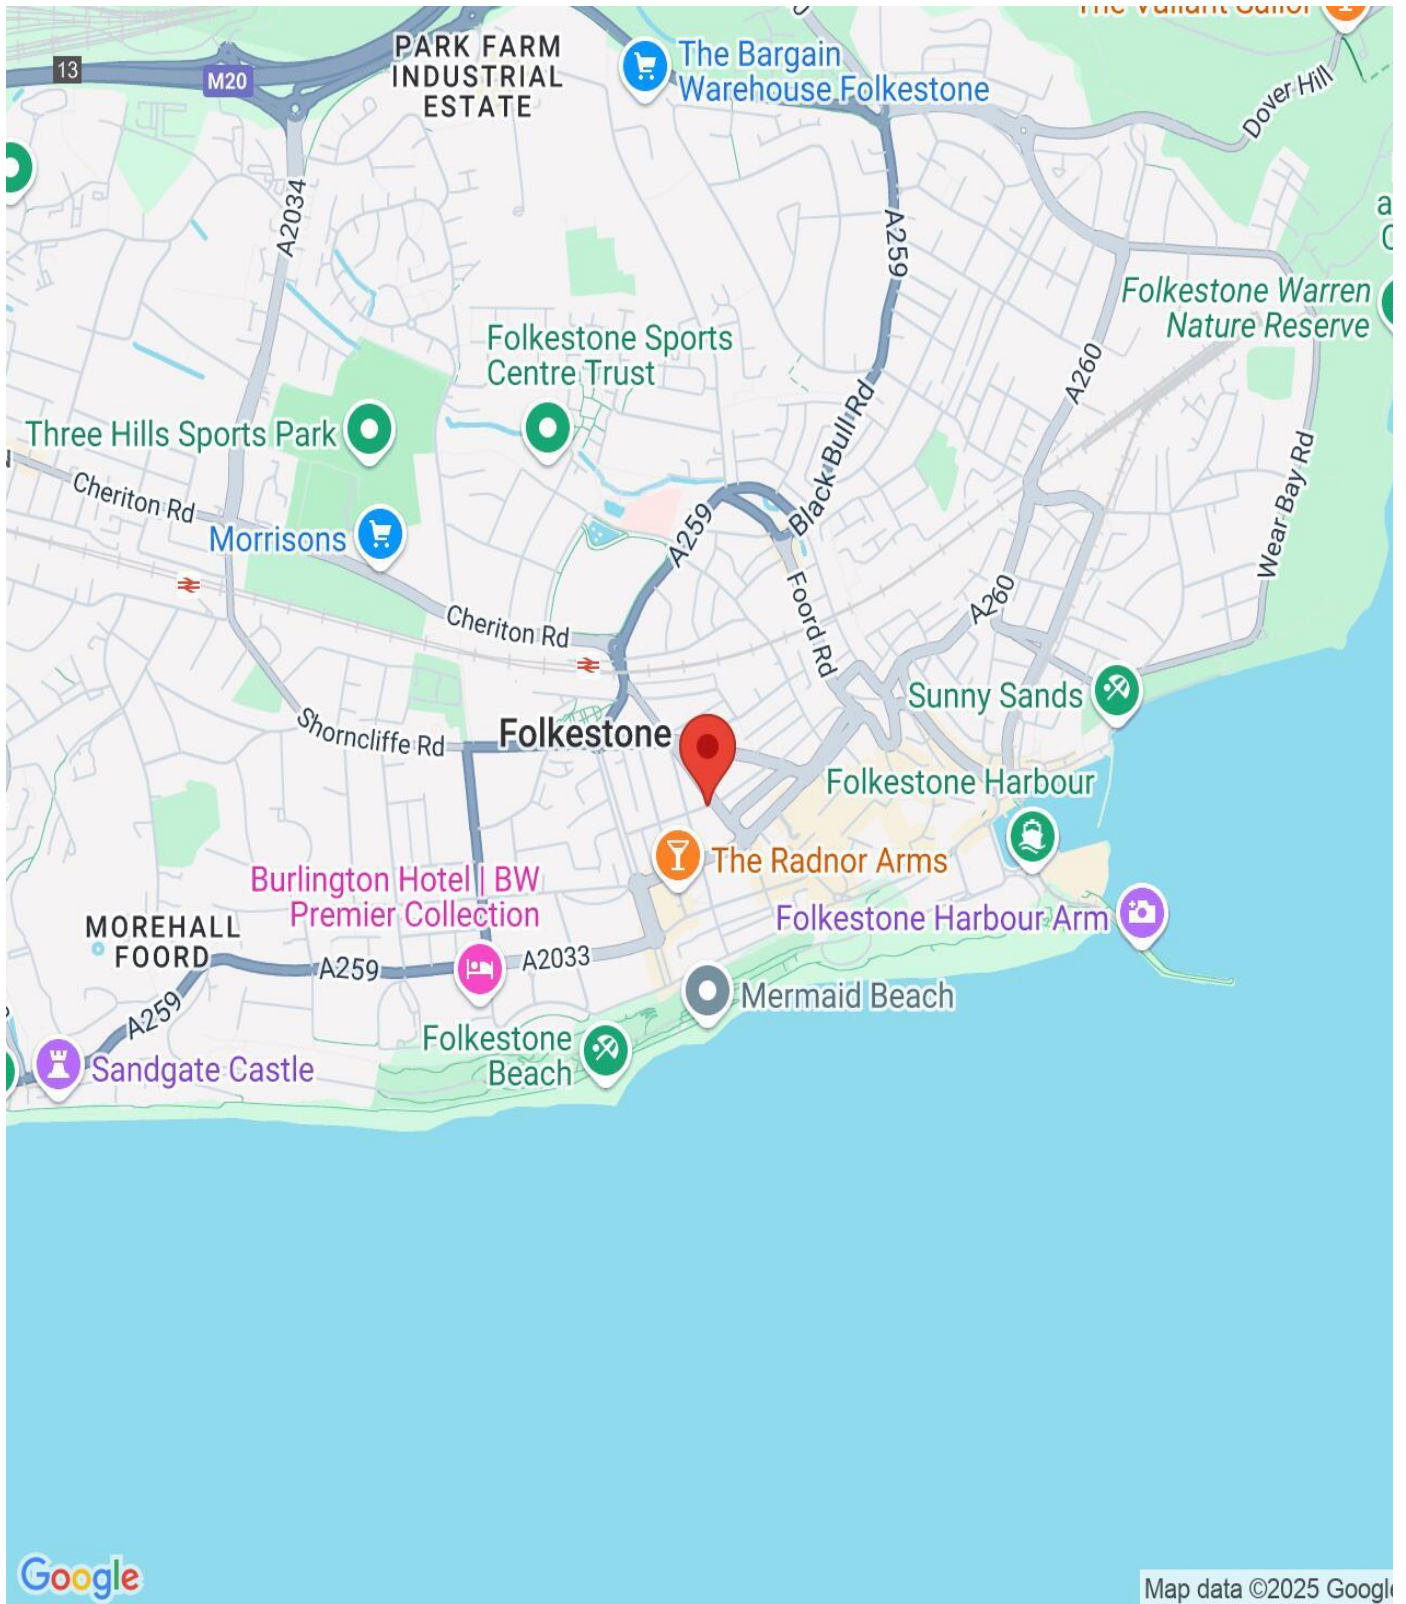 The Valiant Sailor
PARK FARM
INDUSTRIAL
ESTATE
The Bargain
Warehouse Folkestone
13
M20
Dover Hill
A2034
A259
a
Folkestone Warren
Nature Reserve
Folkestone Sports
Centre Trust
A260
Three Hills Sports Park
Black Bull Rd
Cheriton Rd
Wear Bay Rd
Morrisons
A259
Foord Rd
A260
Cheriton Rd
Sunny Sands
Shorncliffe Rd
Folkestone
Folkestone Harbour
The Radnor Arms
Burlington Hotel | BW
Premier Collection
Folkestone Harbour Arm
MOREHALL
FOORD
A259
A2033
Mermaid Beach
A259
Folkestone
Beach
Sandgate Castle
Google
Map data ©2025 Google